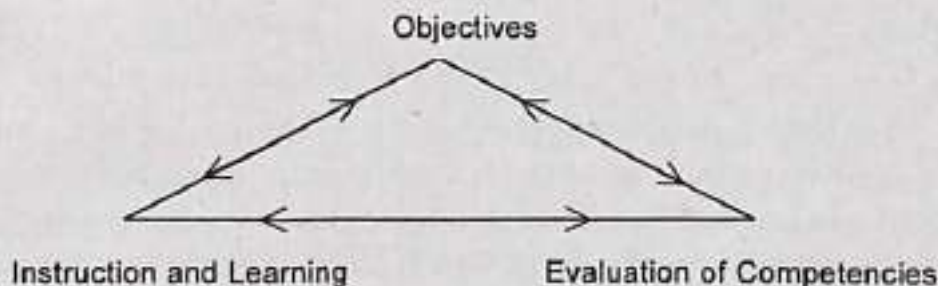 Objectives
Instruction and Learning
Evaluation of Competencies